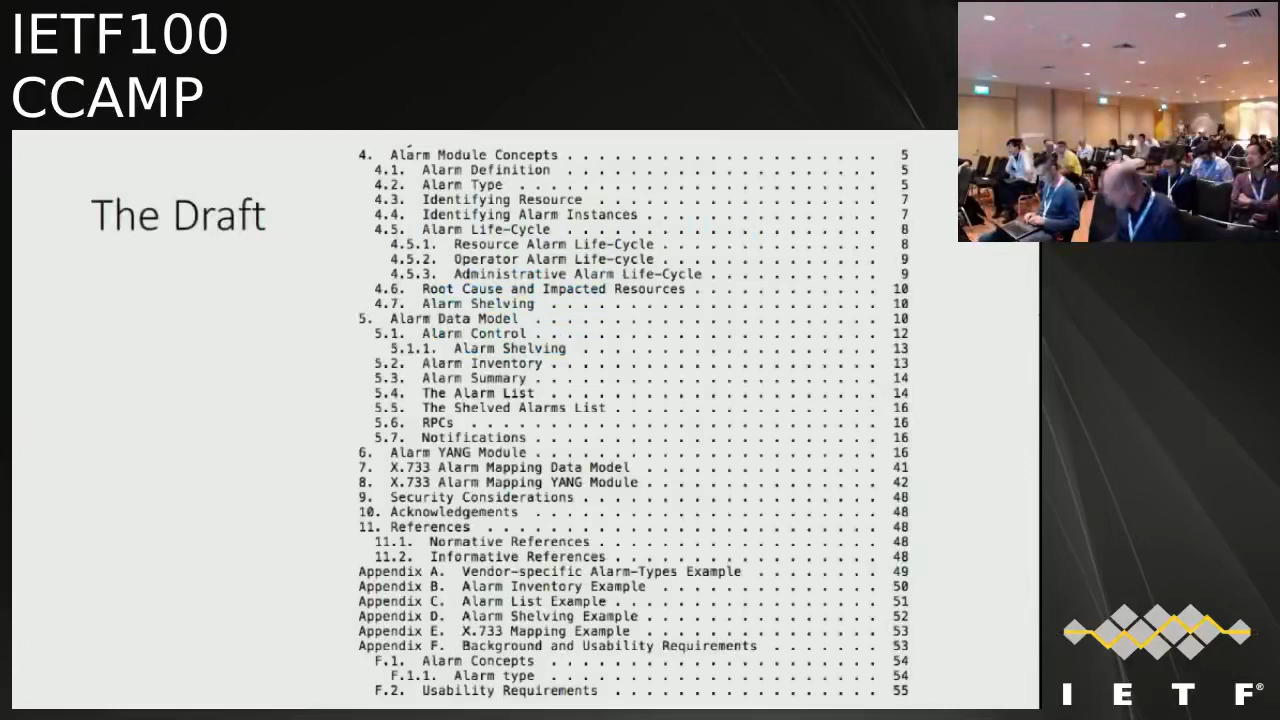 IETF100
CCAMP
The Draft
4. Alarm Module Concepts . . . . . . . . . . . . . . . . . . . . 5
4.1. Alarm Definition . . . . . . . . . . . . . . . . . . . . 5
4.2. Alarm Type . . . . . . . . . . . . . . . . . . . . . . . 5
4.3. Identifying Resource . . . . . . . . . . . . . . . . . . 7
4.4. Identifying Alarm Instances . . . . . . . . . . . . . . . 7
4.5. Alarm Life-Cycle . . . . . . . . . . . . . . . . . . . . 8
4.5.1. Resource Alarm Life-Cycle . . . . . . . . . . . . . . 8
4.5.2. Operator Alarm Life-cycle . . . . . . . . . . . . . . 9
4.5.3. Administrative Alarm Life-Cycle . . . . . . . . . . . 9
4.6. Root Cause and Impacted Resources . . . . . . . . . . . . 10
4.7. Alarm Shelving . . . . . . . . . . . . . . . . . . . . . 10
5. Alarm Data Model . . . . . . . . . . . . . . . . . . . . . . 10
5.1. Alarm Control . . . . . . . . . . . . . . . . . . . . . . 12
5.1.1. Alarm Shelving . . . . . . . . . . . . . . . . . . . 13
5.2. Alarm Inventory . . . . . . . . . . . . . . . . . . . . . 13
5.3. Alarm Summary . . . . . . . . . . . . . . . . . . . . . . 14
5.4. The Alarm List . . . . . . . . . . . . . . . . . . . . . 14
5.5. The Shelved Alarms List . . . . . . . . . . . . . . . . . 16
5.6. RPCs . . . . . . . . . . . . . . . . . . . . . . . . . . 16
5.7. Notifications . . . . . . . . . . . . . . . . . . . . . . 16
6. Alarm YANG Module . . . . . . . . . . . . . . . . . . . . . . 16
7. X.733 Alarm Mapping Data Model . . . . . . . . . . . . . . . 41
8. X.733 Alarm Mapping YANG Module . . . . . . . . . . . . . . . 42
9. Security Considerations . . . . . . . . . . . . . . . . . . . 48
10. Acknowledgements . . . . . . . . . . . . . . . . . . . . . . 48
11. References . . . . . . . . . . . . . . . . . . . . . . . . . 48
11.1. Normative References . . . . . . . . . . . . . . . . . . 48
11.2. Informative References . . . . . . . . . . . . . . . . . 48
Appendix A. Vendor-specific Alarm-Types Example . . . . . . . . 49
Appendix B. Alarm Inventory Example . . . . . . . . . . . . . . 50
Appendix C. Alarm List Example . . . . . . . . . . . . . . . . . 51
Appendix D. Alarm Shelving Example . . . . . . . . . . . . . . . 52
Appendix E. X.733 Mapping Example . . . . . . . . . . . . . . . 53
Appendix F. Background and Usability Requirements . . . . . . . 53
F.1. Alarm Concepts . . . . . . . . . . . . . . . . . . . . . 54
F.1.1. Alarm type . . . . . . . . . . . . . . . . . . . . . 54
F.2. Usability Requirements . . . . . . . . . . . . . . . . . 55
I E T F®